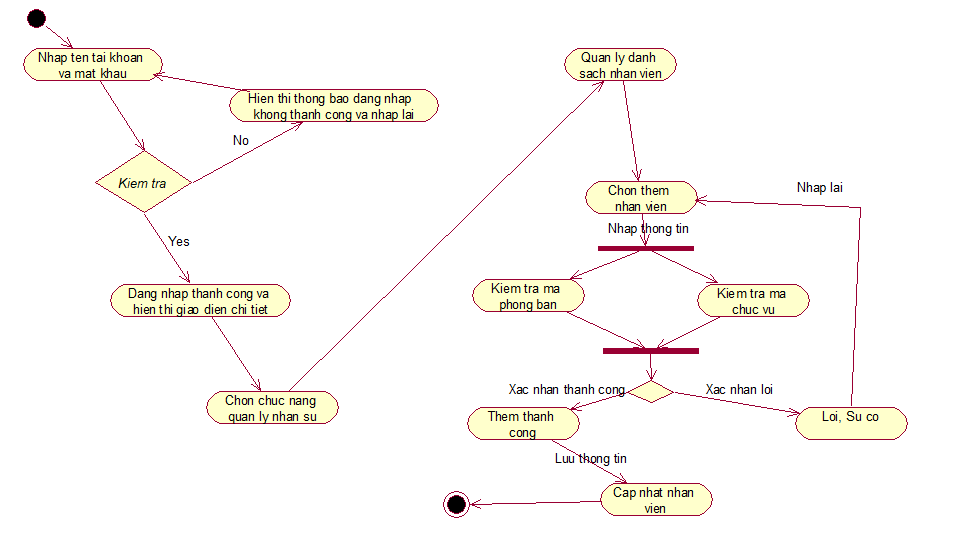 Nhap ten tai khoan
va mat khau
Hien thi thong bao dang nhap
khong thanh cong va nhap lai
No
Kiem tra
Yes
Dang nhap thanh cong va
hien thi giao dien chi tiet
Chon chuc nang
quan ly nhan su
Quan ly danh
sach nhan vien
Chon them
nhan vien
Nhap lai
Nhap thong tin
Kiem tra ma
phong ban
Kiem tra ma
chuc vu
Xac nhan thanh cong
Xac nhan loi
Them thanh
cong
Loi, Su co
Luu thong tin
Cap nhat nhan
vien